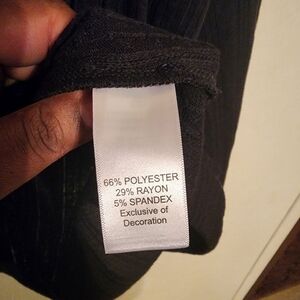 66% POLYESTER
29% RAYON
5% SPANDEX
Exclusive of
Decoration